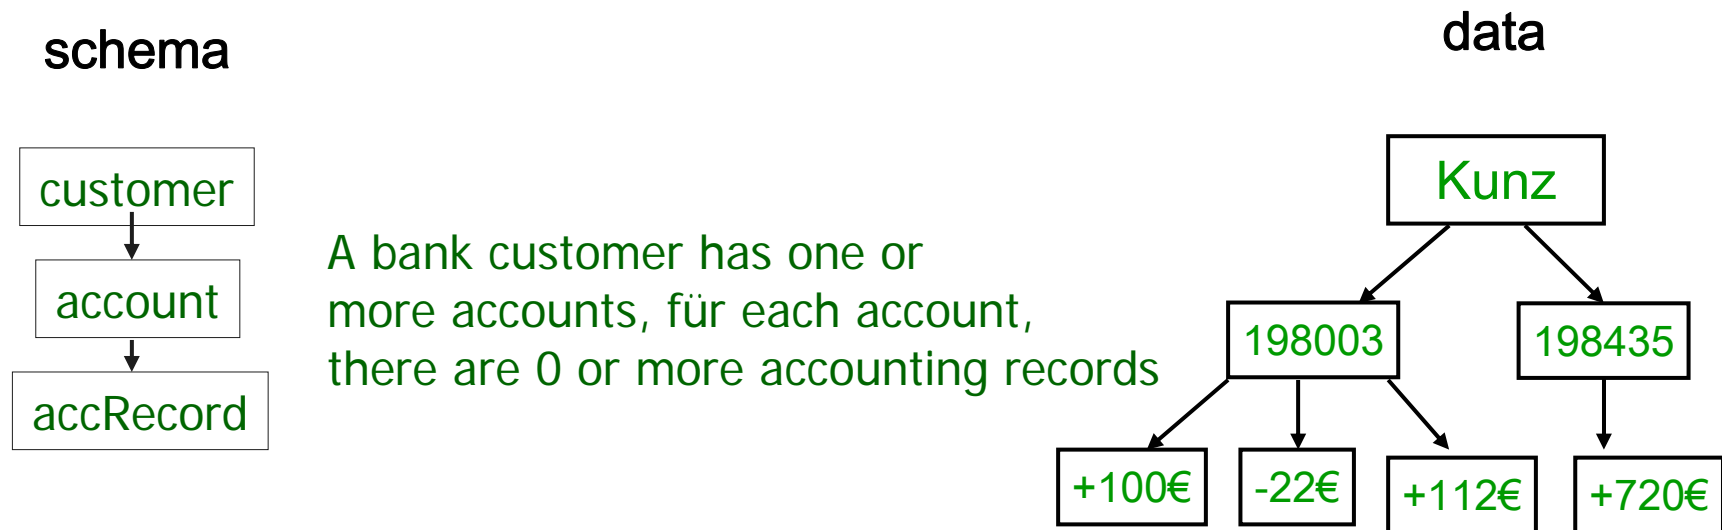 schema
data
customer
account
accRecord
A bank customer has one or
more accounts, für each account,
there are 0 or more accounting records
Kunz
198003
198435
+100€
-22€
+112€
+720€